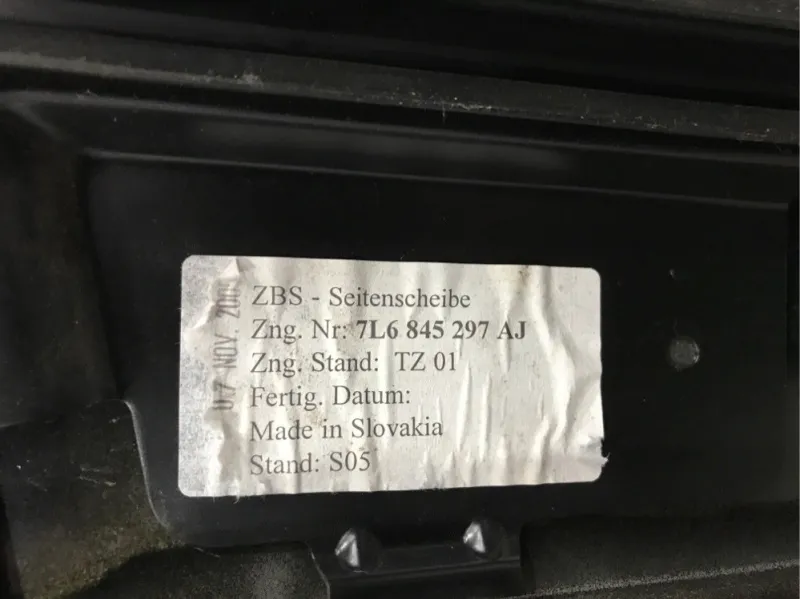 ZBS - Seitenscheibe
Zng. Nr: 7L6 845 297 AJ
Zng. Stand: TZ 01
Fertig. Datum:
Made in Slovakia
Stand: S05
NOV.